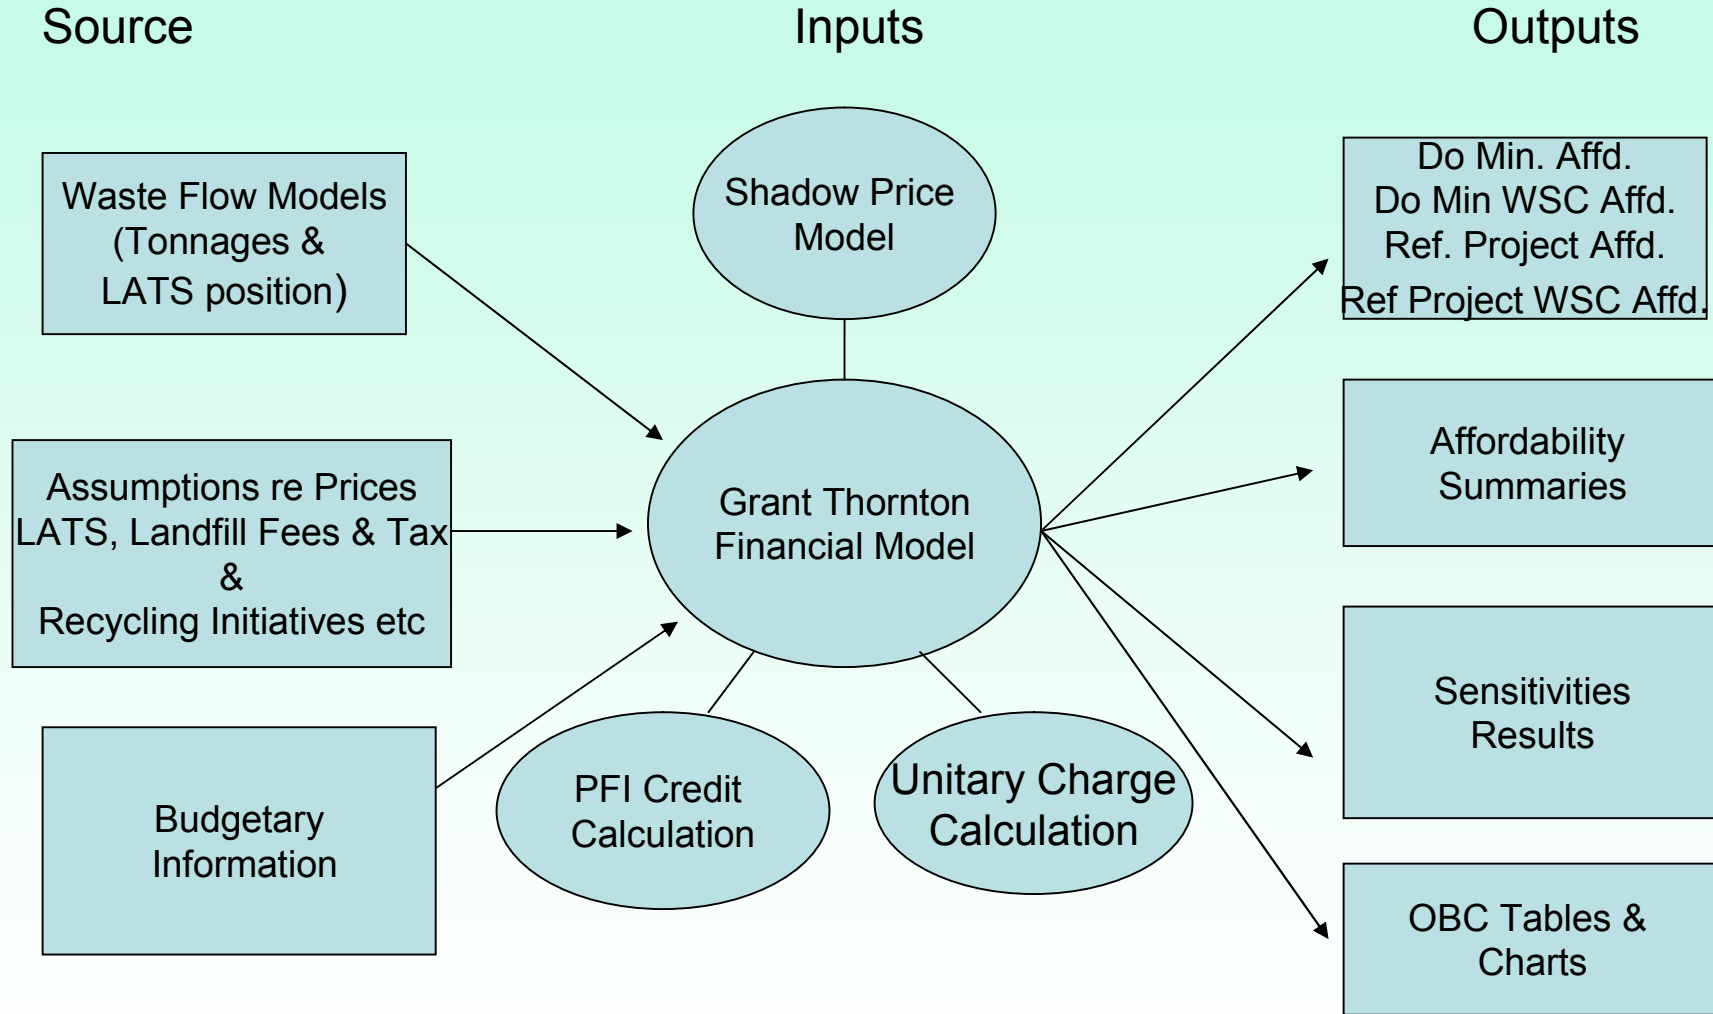 Source
Inputs
Outputs
Waste Flow Models
(Tonnages &
LATS position)
Assumptions re Prices
LATS, Landfill Fees & Tax
&
Recycling Initiatives etc
Budgetary
Information
Shadow Price
Model
Grant Thornton
Financial Model
PFI Credit
Calculation
Unitary Charge
Calculation
Do Min. Affd.
Do Min WSC Affd.
Ref. Project Affd.
Ref Project WSC Affd.
Affordability
Summaries
Sensitivities
Results
OBC Tables &
Charts